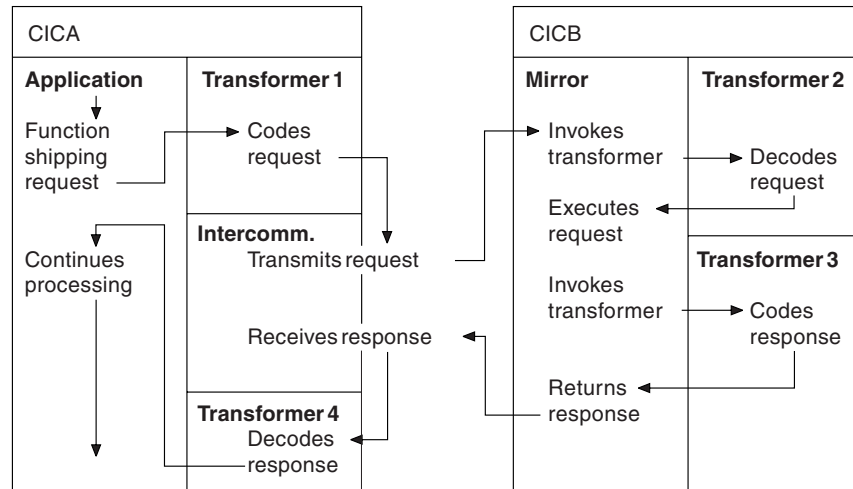 CICA
Application
Function
shipping
request
Continues
processing
Transformer 1
Codes
request
Intercomm.
Transmits request
Receives response
Transformer 4
Decodes
response
CICB
Mirror
Invokes
transformer
Executes
request
Invokes
transformer
Returns
response
Transformer 2
Decodes
request
Transformer 3
Codes
response